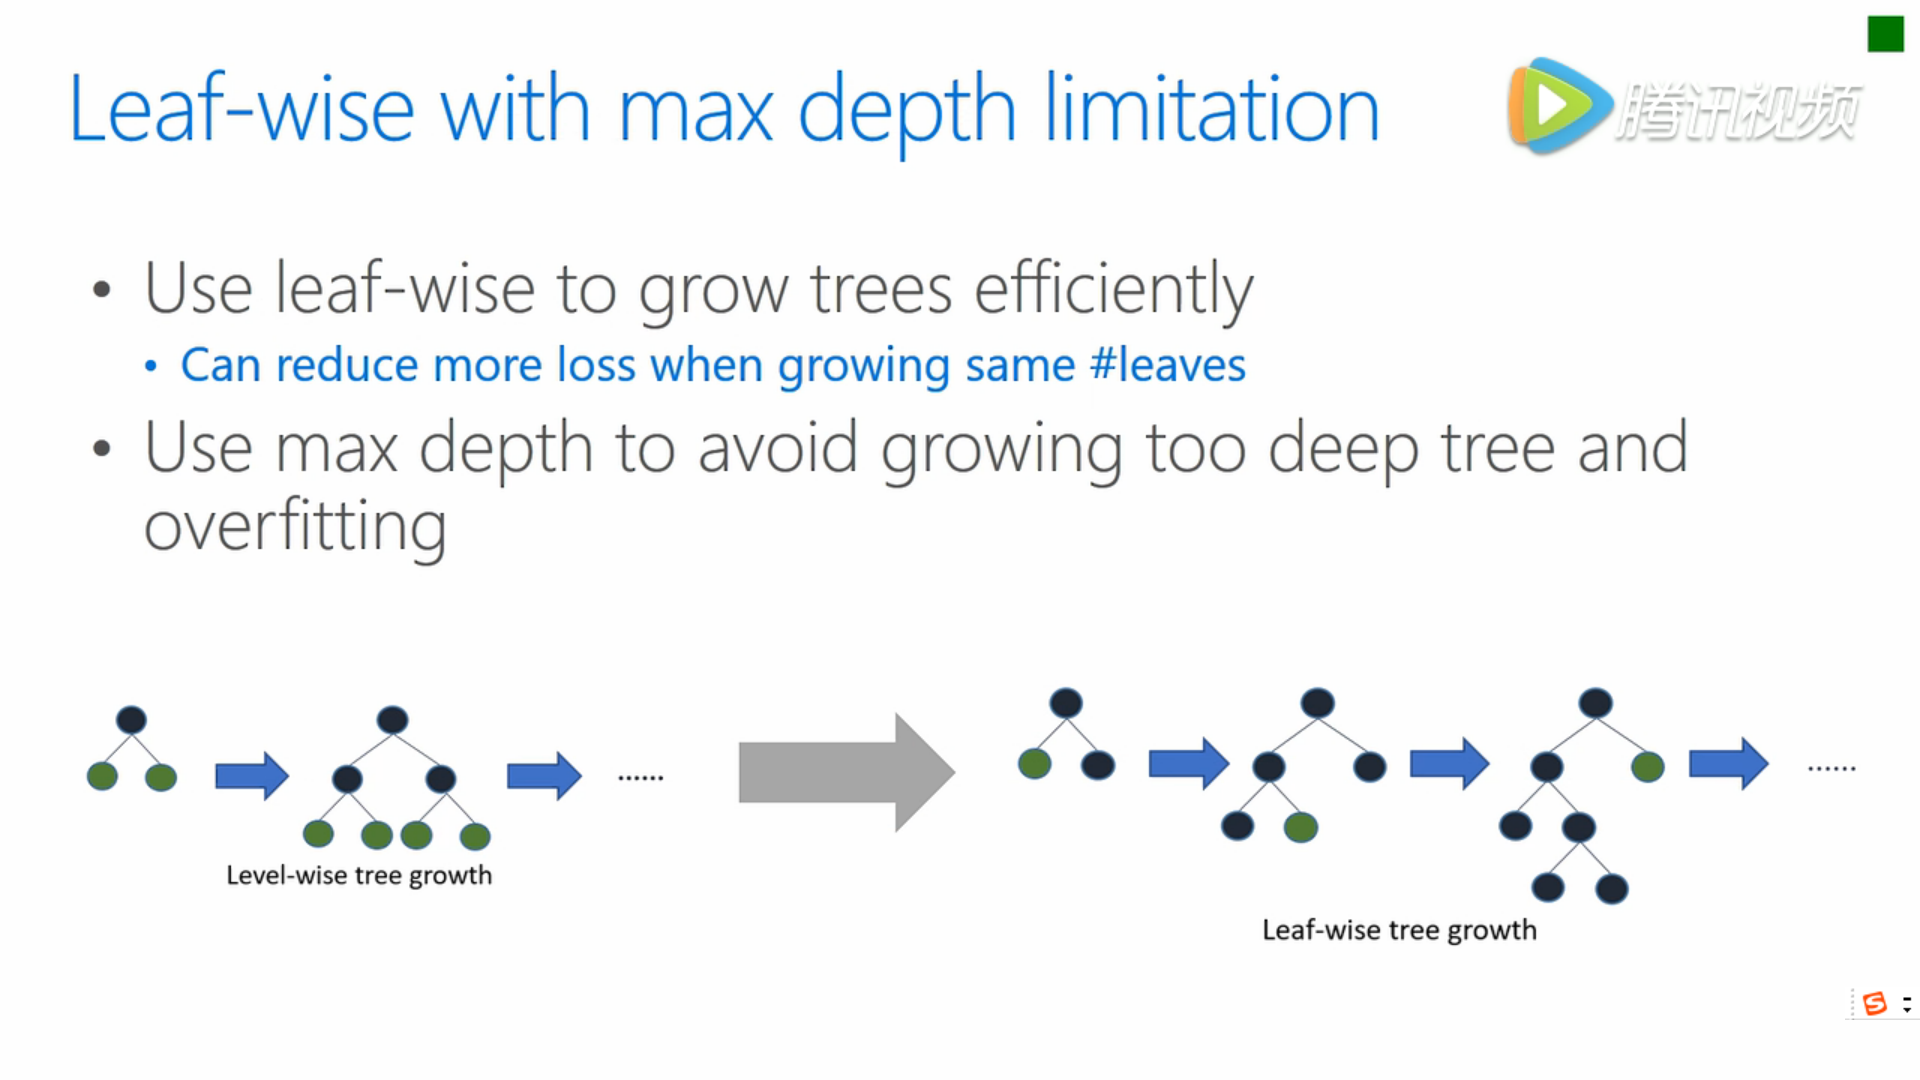 Leaf-wise with max depth limitation
腾讯视频
• Use leaf-wise to grow trees efficiently
• Can reduce more loss when growing same #leaves
• Use max depth to avoid growing too deep tree and
overfitting
......
......
Level-wise tree growth
Leaf-wise tree growth
S